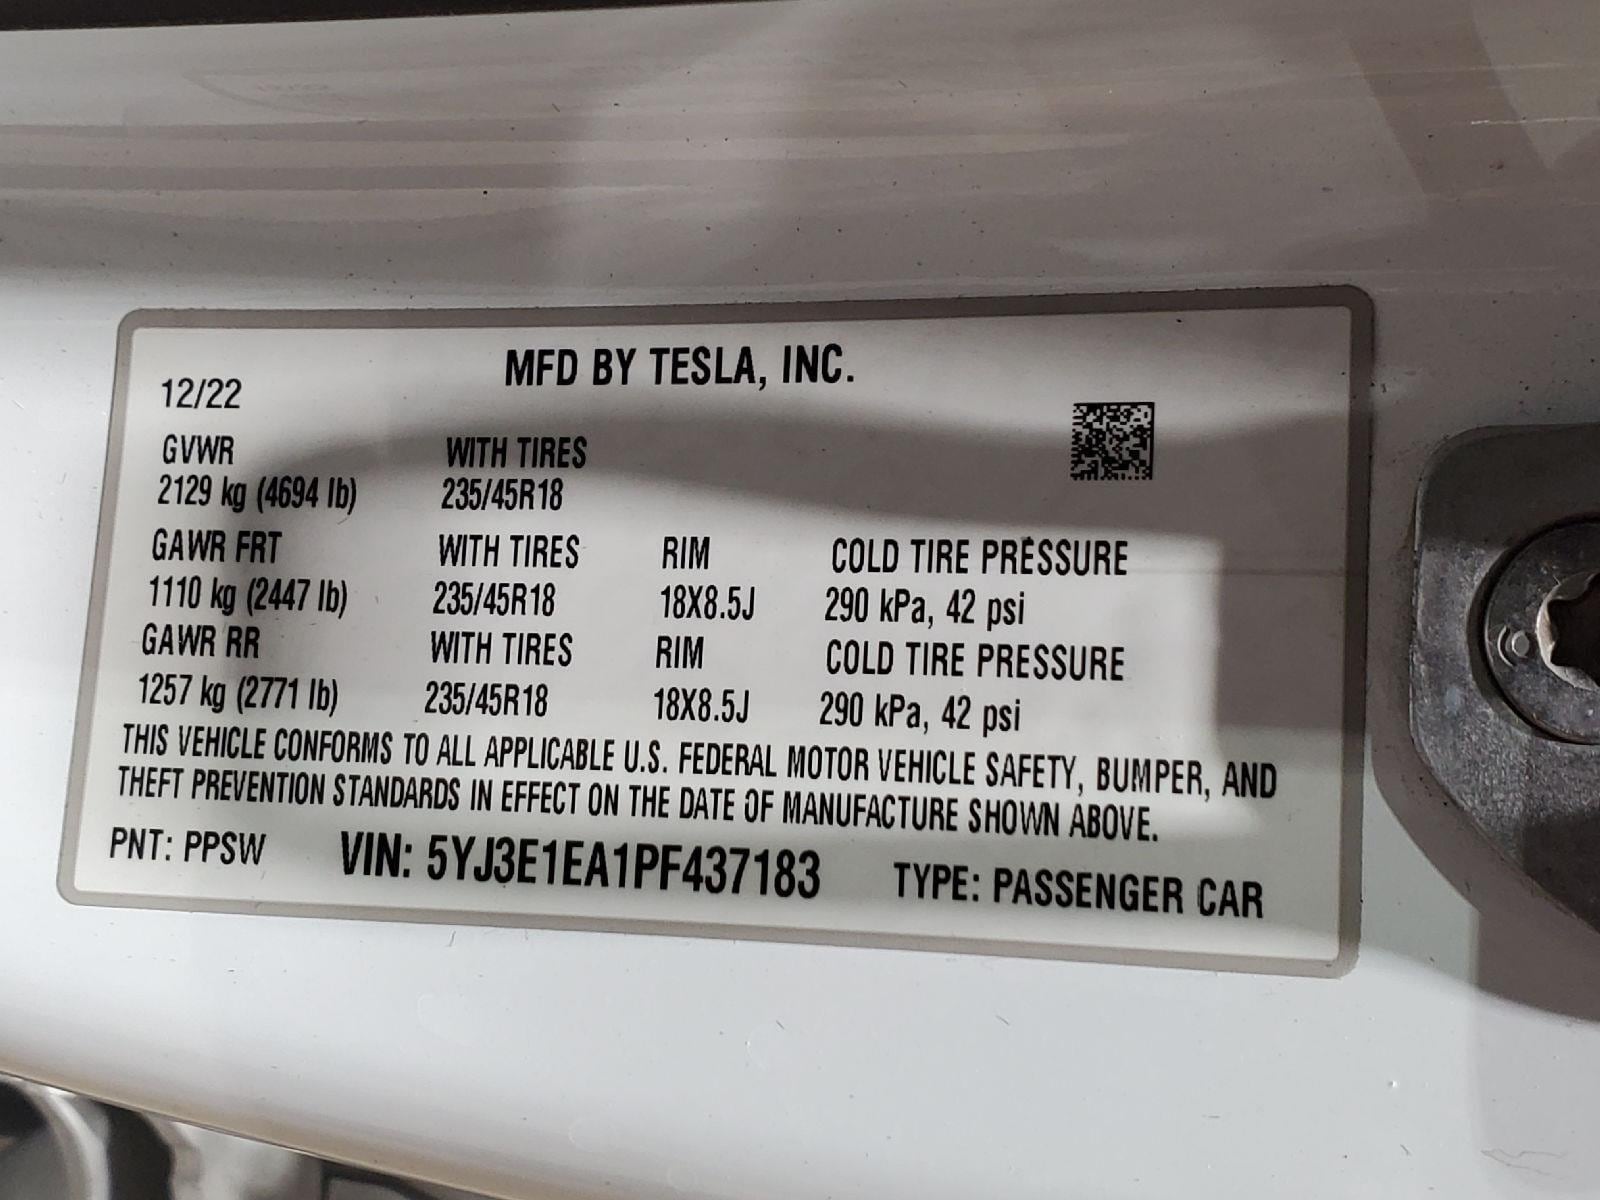 MFD BY TESLA, INC.
12/22
GVWR WITH TIRES
2129 kg (4694 lb) 235/45R18
GAWR FRT WITH TIRES RIM COLD TIRE PRESSURE
1110 kg (2447 lb) 235/45R18 18X8.5J 290 kPa, 42 psi
GAWR RR WITH TIRES RIM COLD TIRE PRESSURE
1257 kg (2771 lb) 235/45R18 18X8.5J 290 kPa, 42 psi
THIS VEHICLE CONFORMS TO ALL APPLICABLE U.S. FEDERAL MOTOR VEHICLE SAFETY, BUMPER, AND
THEFT PREVENTION STANDARDS IN EFFECT ON THE DATE OF MANUFACTURE SHOWN ABOVE.
PNT: PPSW VIN: 5YJ3E1EA1PF437183 TYPE: PASSENGER CAR